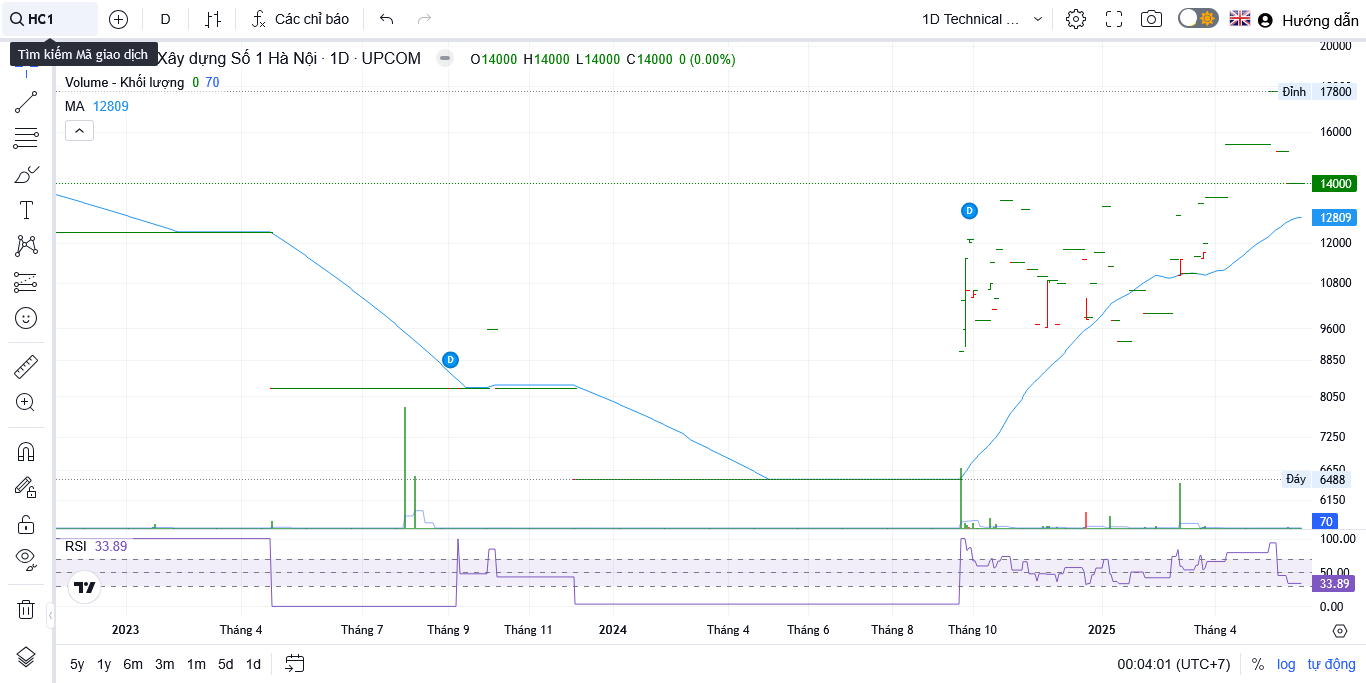 HC1
D
Các chỉ báo
1D Technical ...
Hướng dẫn
Tìm kiếm Mã giao dịch
Xây dựng Số 1 Hà Nội · 1D · UPCOM
O14000 H14000 L14000 C14000 0 (0.00%)
Volume - Khối lượng 0 70
MA 12809
20000
Đỉnh 17800
16000
14000
12809
12000
10800
9600
8850
8050
7250
6650
Đáy 6488
6150
70
D
D
RSI 33.89
100.00
50.00
33.89
0.00
2023 Tháng 4 Tháng 7 Tháng 9 Tháng 11 2024 Tháng 4 Tháng 6 Tháng 8 Tháng 10 2025 Tháng 4
5y 1y 6m 3m 1m 5d 1d
00:04:01 (UTC+7) % log tự động